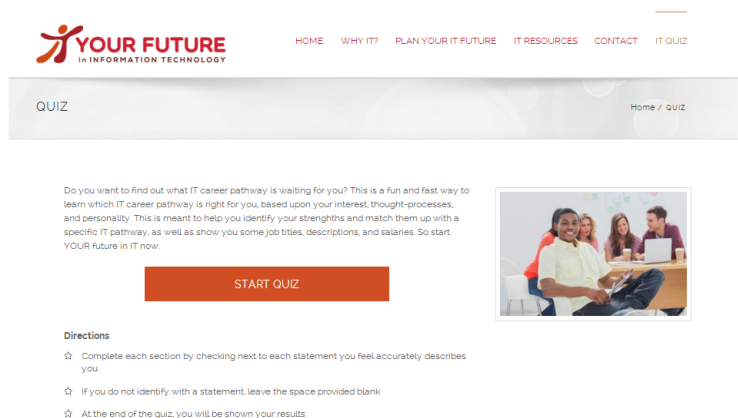 YOUR FUTURE
in INFORMATION TECHNOLOGY
HOME WHY IT? PLAN YOUR IT FUTURE IT RESOURCES CONTACT IT QUIZ
QUIZ
Home / QUIZ
Do you want to find out what IT career pathway is waiting for you? This is a fun and fast way to
learn which IT career pathway is right for you, based upon your interest, thought-processes,
and personality. This is meant to help you identify your strenghths and match them up with a
specific IT pathway, as well as show you some job titles, descriptions, and salaries. So start
YOUR future in IT now.
START QUIZ
Directions
Complete each section by checking next to each statement you feel accurately describes
you.
If you do not identify with a statement, leave the space provided blank
At the end of the quiz, you will be shown your results